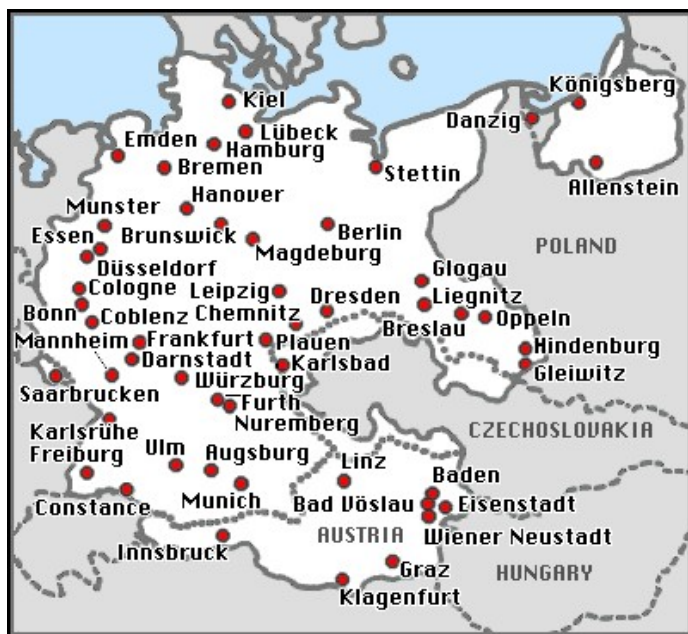 Kiel
Königsberg
Danzig
Lübeck
Emden
Hamburg
Bremen
Stettin
Allenstein
Hanover
Munster
Berlin
Essen
Brunswick
Magdeburg
POLAND
Düsseldorf
Glogau
Cologne
Leipzig
Dresden
Liegnitz
Bonn
Coblenz
Chemnitz
Breslau
Oppeln
Mannheim
Frankfurt
Plauen
Hindenburg
Darnstadt
Karlsbad
Gleiwitz
Saarbrucken
Würzburg
Furth
Nuremberg
Karlsrühe
CZECHOSLOVAKIA
Freiburg
Ulm
Augsburg
Linz
Baden
Constance
Munich
Bad Vöslau
Eisenstadt
AUSTRIA
Wiener Neustadt
Innsbruck
Graz
HUNGARY
Klagenfurt